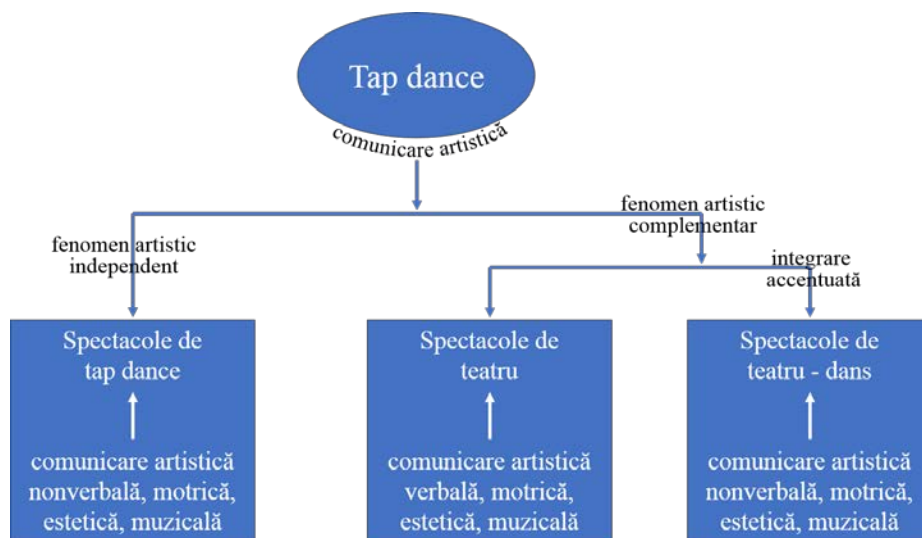 Tap dance
comunicare artistică
fenomen artistic
complementar
fenomen artistic
independent
integrare
accentuată
Spectacole de
tap dance
comunicare artistică
nonverbală, motrică,
estetică, muzicală
Spectacole de
teatru
comunicare artistică
verbală, motrică,
estetică, muzicală
Spectacole de
teatru - dans
comunicare artistică
nonverbală, motrică,
estetică, muzicală